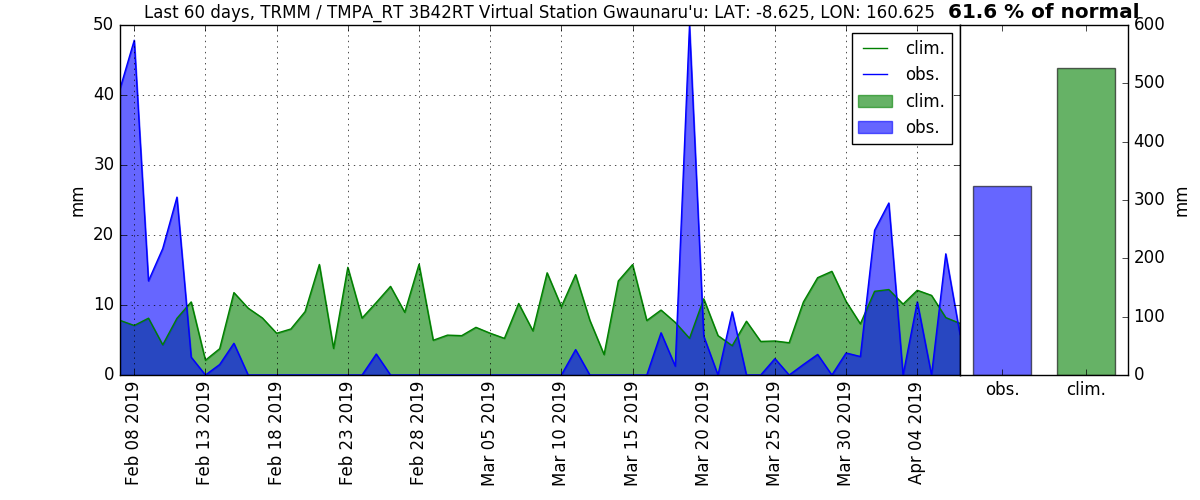 Last 60 days, TRMM / TMPA_RT 3B42RT Virtual Station Gwaunaru'u: LAT: -8.625, LON: 160.625 61.6 % of normal
50
40
30
20
10
0
mm
clim.
obs.
clim.
obs.
Feb 08 2019
Feb 13 2019
Feb 18 2019
Feb 23 2019
Feb 28 2019
Mar 05 2019
Mar 10 2019
Mar 15 2019
Mar 20 2019
Mar 25 2019
Mar 30 2019
Apr 04 2019
600
500
400
300
200
100
0
mm
obs. clim.